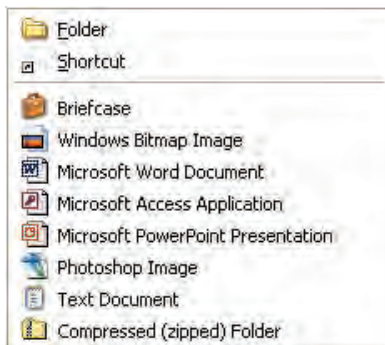 Folder
Shortcut
Briefcase
Windows Bitmap Image
Microsoft Word Document
Microsoft Access Application
Microsoft PowerPoint Presentation
Photoshop Image
Text Document
Compressed (zipped) Folder